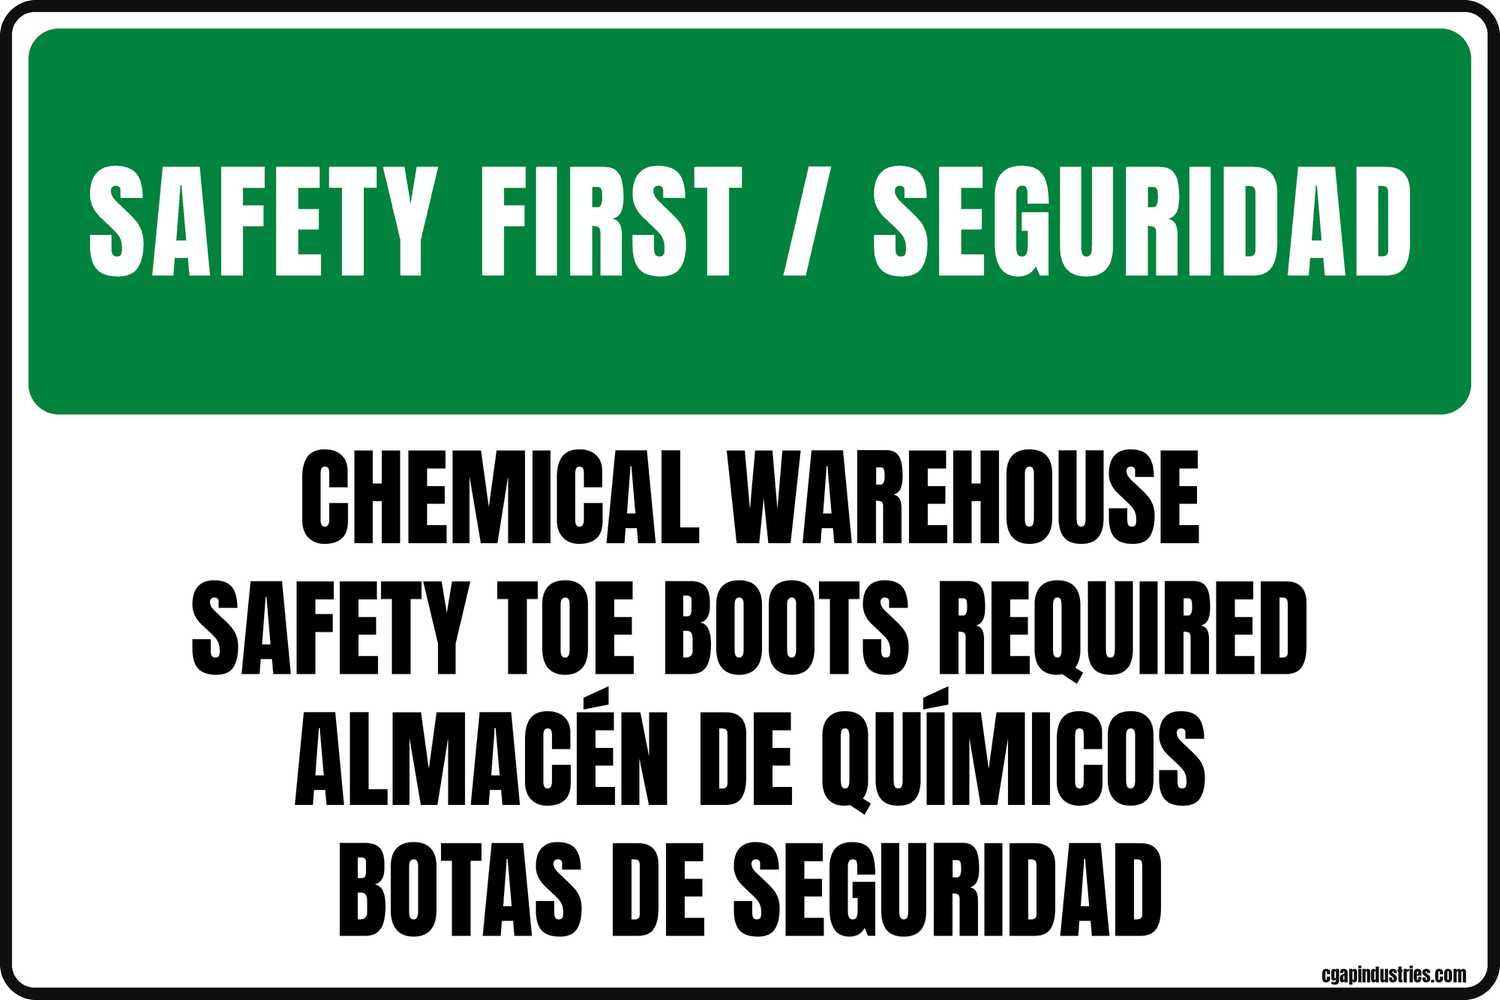 SAFETY FIRST / SEGURIDAD
CHEMICAL WAREHOUSE
SAFETY TOE BOOTS REQUIRED
ALMACÉN DE QUÍMICOS
BOTAS DE SEGURIDAD
cgapindustries.com